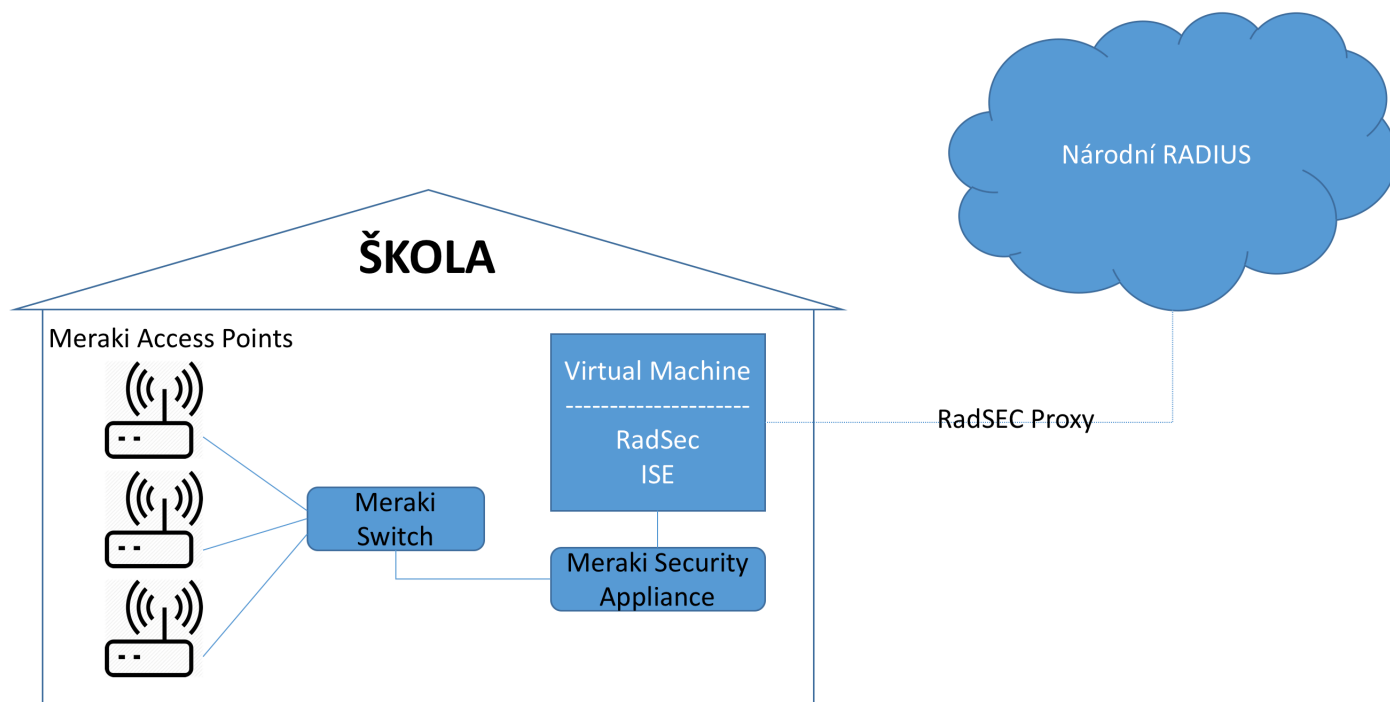 Národní RADIUS
ŠKOLA
Meraki Access Points
Virtual Machine
---------------------
RadSec
ISE
RadSEC Proxy
Meraki
Switch
Meraki Security
Appliance